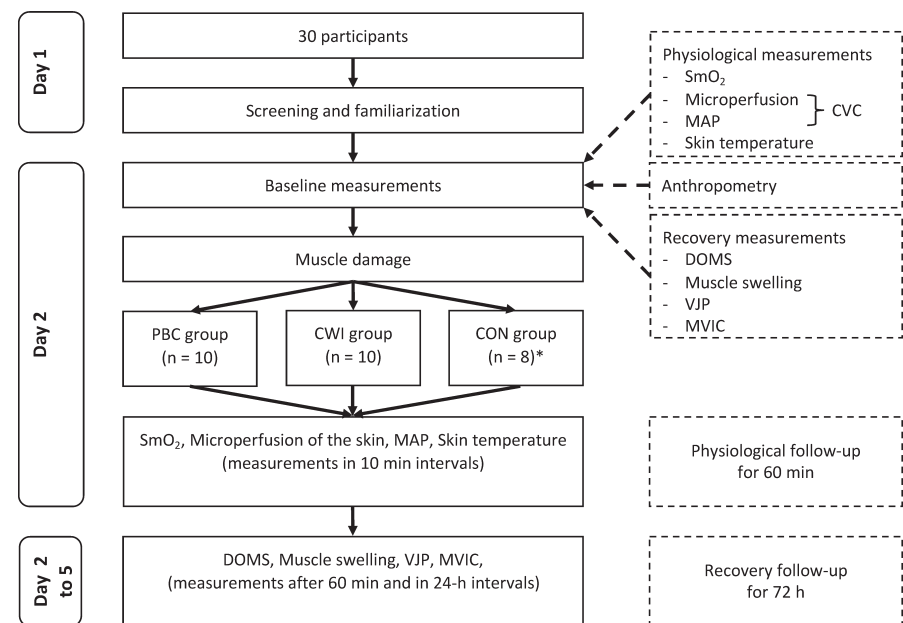 Day 1
30 participants
Screening and familiarization
Physiological measurements
- SmO₂
- Microperfusion
- MAP
CVC
- Skin temperature
Day 2
Baseline measurements
Anthropometry
Muscle damage
Recovery measurements
- DOMS
- Muscle swelling
- VJP
- MVIC
PBC group
(n = 10)
CWI group
(n = 10)
CON group
(n = 8)*
SmO₂, Microperfusion of the skin, MAP, Skin temperature
(measurements in 10 min intervals)
Physiological follow-up
for 60 min
Day 2
to 5
DOMS, Muscle swelling, VJP, MVIC,
(measurements after 60 min and in 24-h intervals)
Recovery follow-up
for 72 h